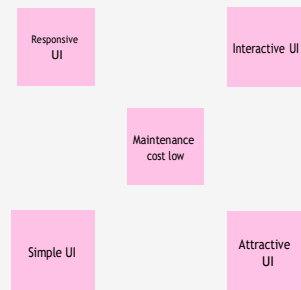 Responsive
UI
Interactive UI
Maintenance
cost low
Simple UI
Attractive
UI